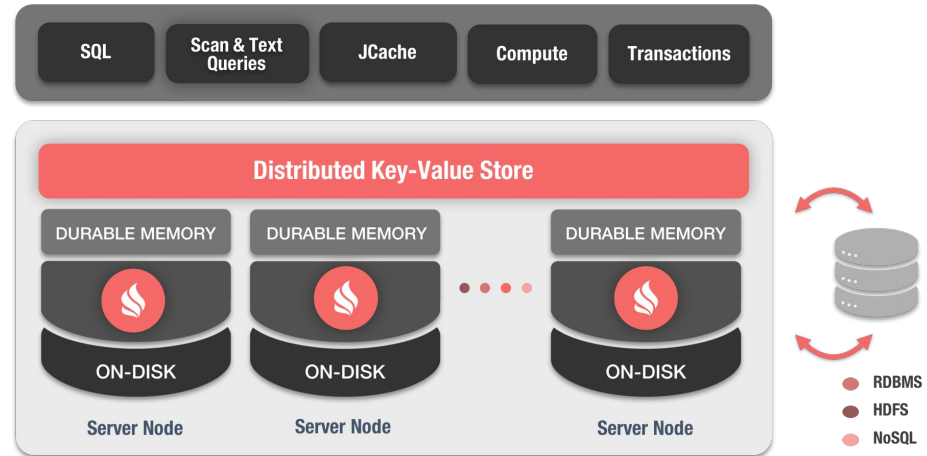 SQL
Scan & Text
Queries
JCache
Compute
Transactions
Distributed Key-Value Store
DURABLE MEMORY
DURABLE MEMORY
DURABLE MEMORY
ON-DISK
ON-DISK
ON-DISK
Server Node
Server Node
Server Node
RDBMS
HDFS
NoSQL